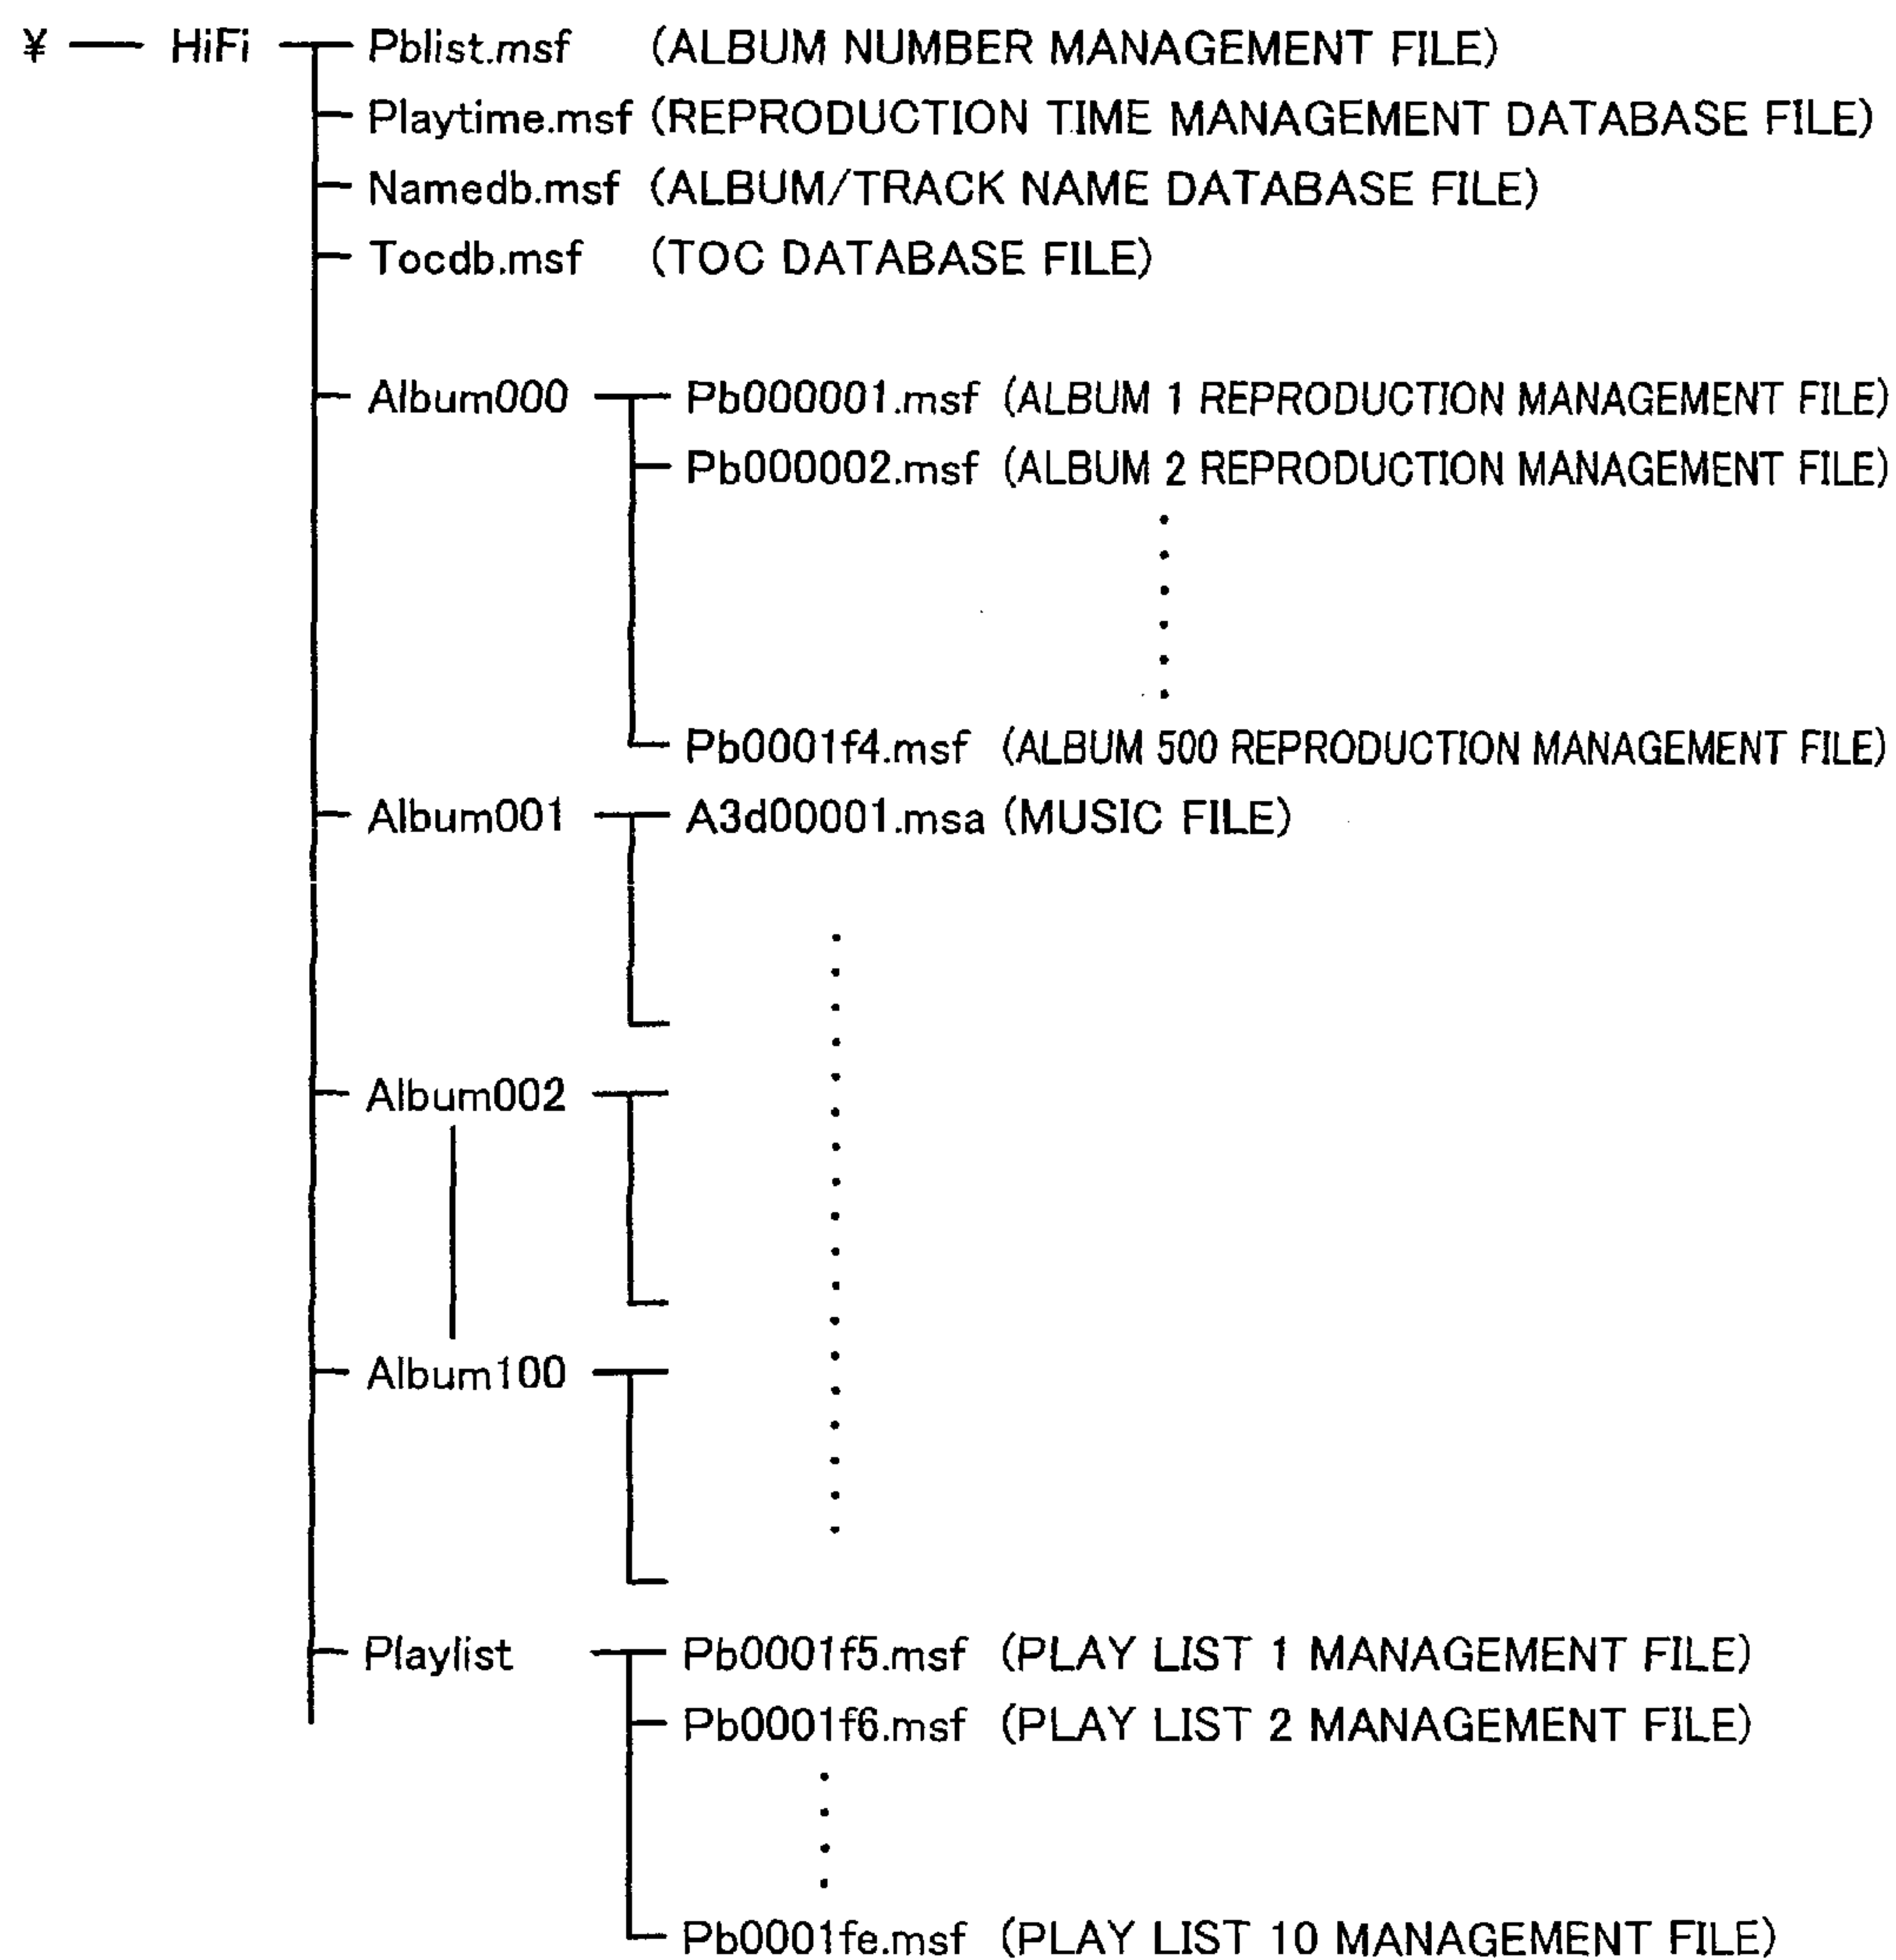 ¥ HiFi Pblist.msf (ALBUM NUMBER MANAGEMENT FILE)
Playtime.msf (REPRODUCTION TIME MANAGEMENT DATABASE FILE)
Namedb.msf (ALBUM/TRACK NAME DATABASE FILE)
Tocdb.msf (TOC DATABASE FILE)
Album000 Pb000001.msf (ALBUM 1 REPRODUCTION MANAGEMENT FILE)
Pb000002.msf (ALBUM 2 REPRODUCTION MANAGEMENT FILE)
Pb0001f4.msf (ALBUM 500 REPRODUCTION MANAGEMENT FILE)
Album001 A3d00001.msa (MUSIC FILE)
Album002
Album100
Playlist Pb0001f5.msf (PLAY LIST 1 MANAGEMENT FILE)
Pb0001f6.msf (PLAY LIST 2 MANAGEMENT FILE)
Pb0001fe.msf (PLAY LIST 10 MANAGEMENT FILE)